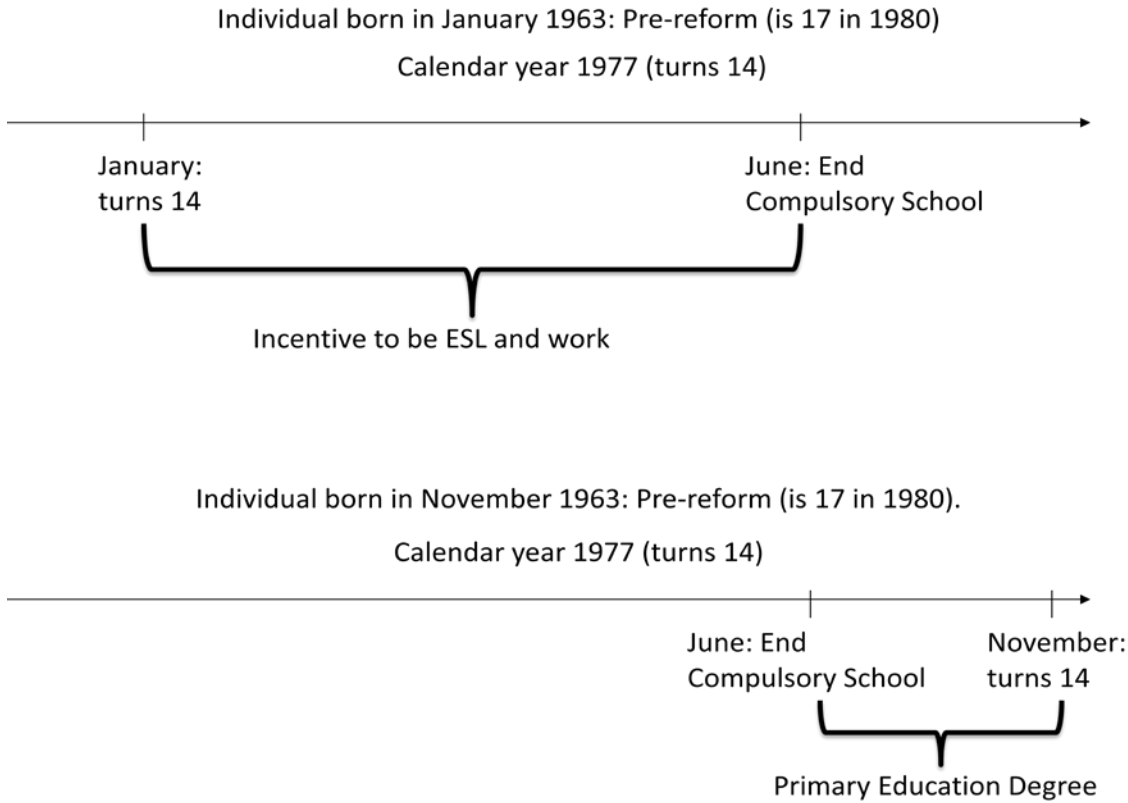 Individual born in January 1963: Pre-reform (is 17 in 1980)
Calendar year 1977 (turns 14)
January:
turns 14
June: End
Compulsory School
Incentive to be ESL and work
Individual born in November 1963: Pre-reform (is 17 in 1980).
Calendar year 1977 (turns 14)
June: End
Compulsory School
November:
turns 14
Primary Education Degree